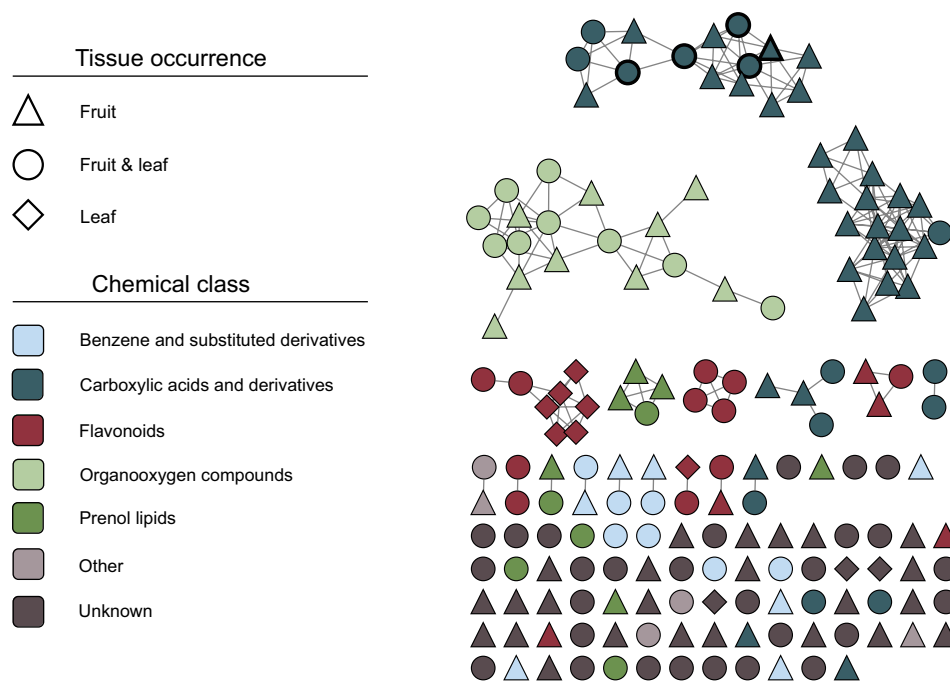 Tissue occurrence
Fruit
Fruit & leaf
Leaf
Chemical class
Benzene and substituted derivatives
Carboxylic acids and derivatives
Flavonoids
Organooxygen compounds
Prenol lipids
Other
Unknown